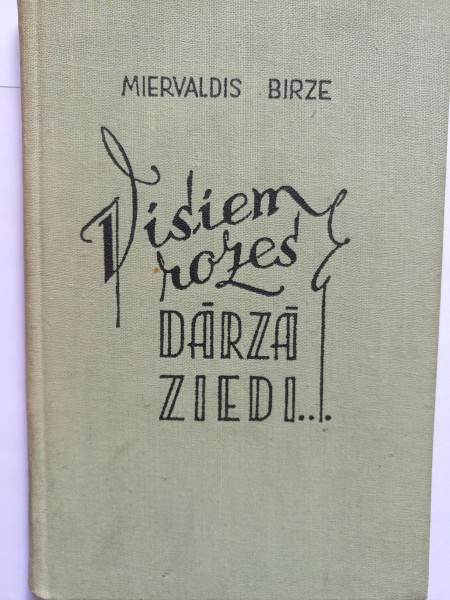 MIERVALDIS BIRZE
Visiem
rozes
DĀRZĀ
ZIEDI...